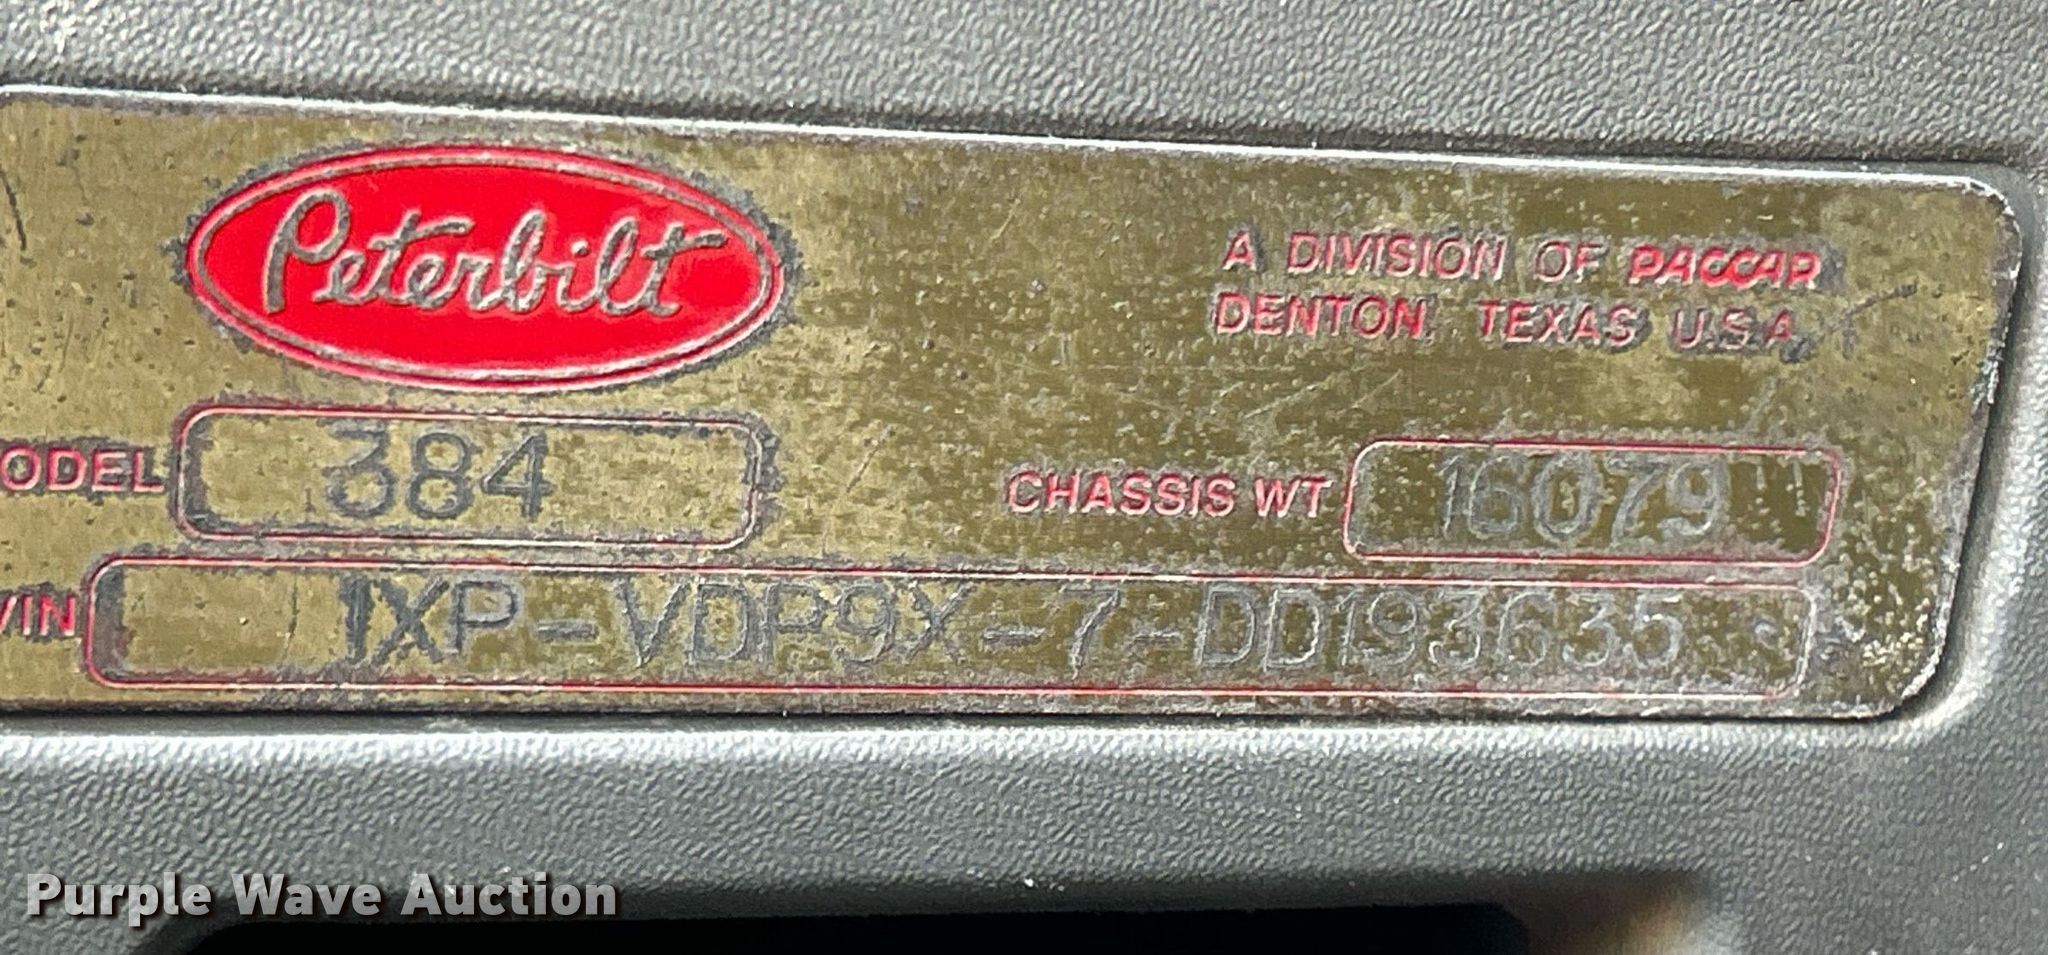 Peterbilt
A DIVISION OF PACCAR
DENTON, TEXAS U.S.A.
ODEL 384
CHASSIS WT 16079
VIN 1XP-VDP9X-7-DD193635
Purple Wave Auction